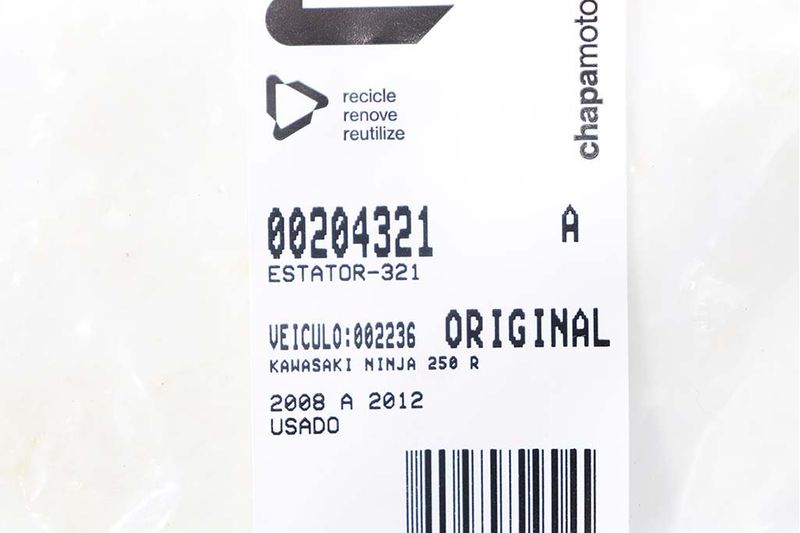 recicle
renove
reutilize
chapamoto
00204321 A
ESTATOR-321
VEICULO:002236 ORIGINAL
KAWASAKI NINJA 250 R
2008 A 2012
USADO